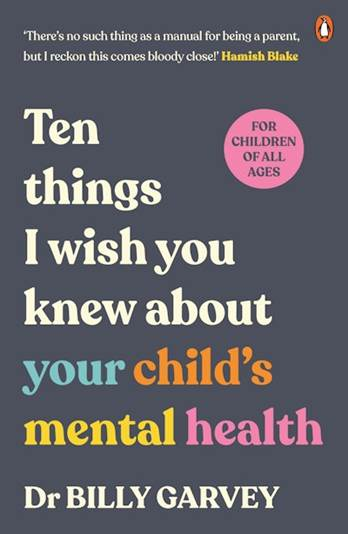 ‘There’s no such thing as a manual for being a parent,
but I reckon this comes bloody close!’ Hamish Blake
FOR
CHILDREN
OF ALL
AGES
Ten
things
I wish you
knew about
your child’s
mental health
Dr BILLY GARVEY